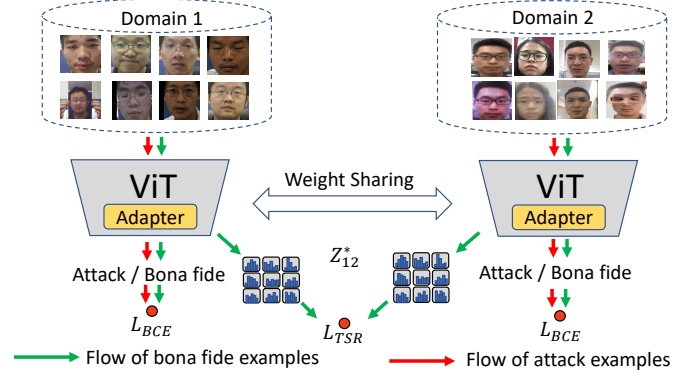 Domain 1
Domain 2
ViT
Adapter
Weight Sharing
ViT
Adapter
Attack / Bona fide
Z*12
Attack / Bona fide
LBCE
LTSR
LBCE
Flow of bona fide examples
Flow of attack examples